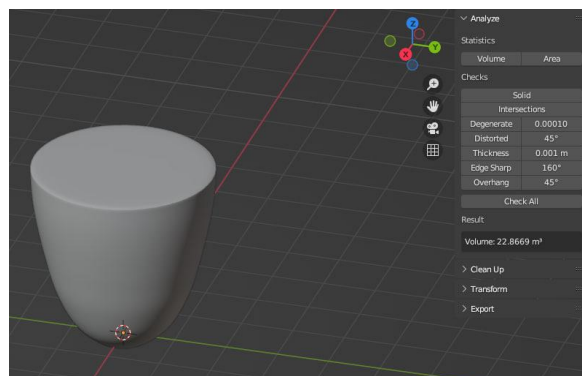 Z
Y
X
Analyze
Statistics
Volume Area
Checks
Solid
Intersections
Degenerate 0.00010
Distorted 45°
Thickness 0.001 m
Edge Sharp 160°
Overhang 45°
Check All
Result
Volume: 22.8669 m³
Clean Up
Transform
Export